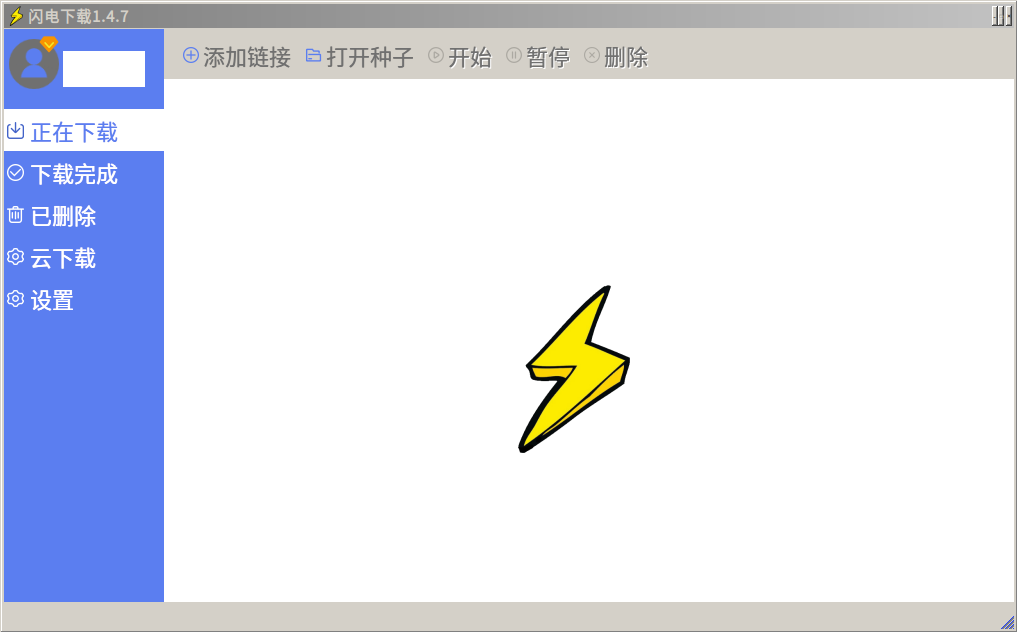 闪电下载1.4.7
添加链接 打开种子 开始 暂停 删除
正在下载
下载完成
已删除
云下载
设置